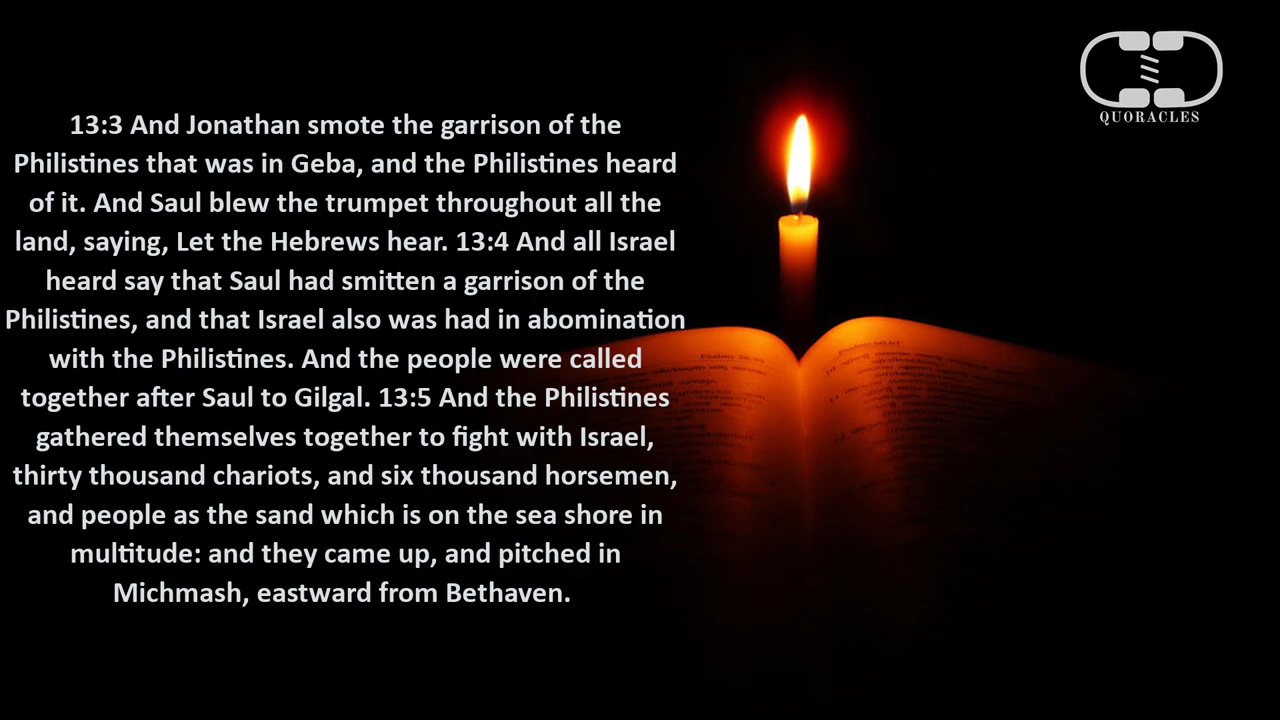 13:3 And Jonathan smote the garrison of the
Philistines that was in Geba, and the Philistines heard
of it. And Saul blew the trumpet throughout all the
land, saying, Let the Hebrews hear. 13:4 And all Israel
heard say that Saul had smitten a garrison of the
Philistines, and that Israel also was had in abomination
with the Philistines. And the people were called
together after Saul to Gilgal. 13:5 And the Philistines
gathered themselves together to fight with Israel,
thirty thousand chariots, and six thousand horsemen,
and people as the sand which is on the sea shore in
multitude: and they came up, and pitched in
Michmash, eastward from Bethaven.
QUORACLES